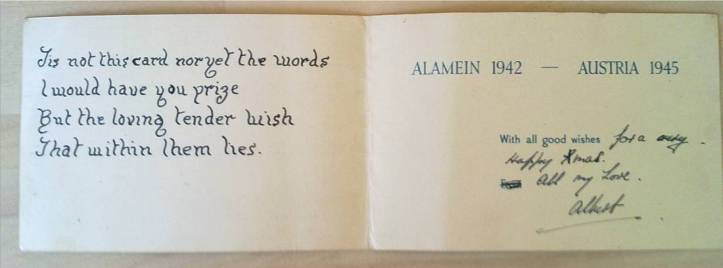 Tis not this card nor yet the words
I would have you prize
But the loving tender wish
That within them lies.
ALAMEIN 1942 — AUSTRIA 1945
With all good wishes for a very
Happy Xmas.
all my Love.
Albert